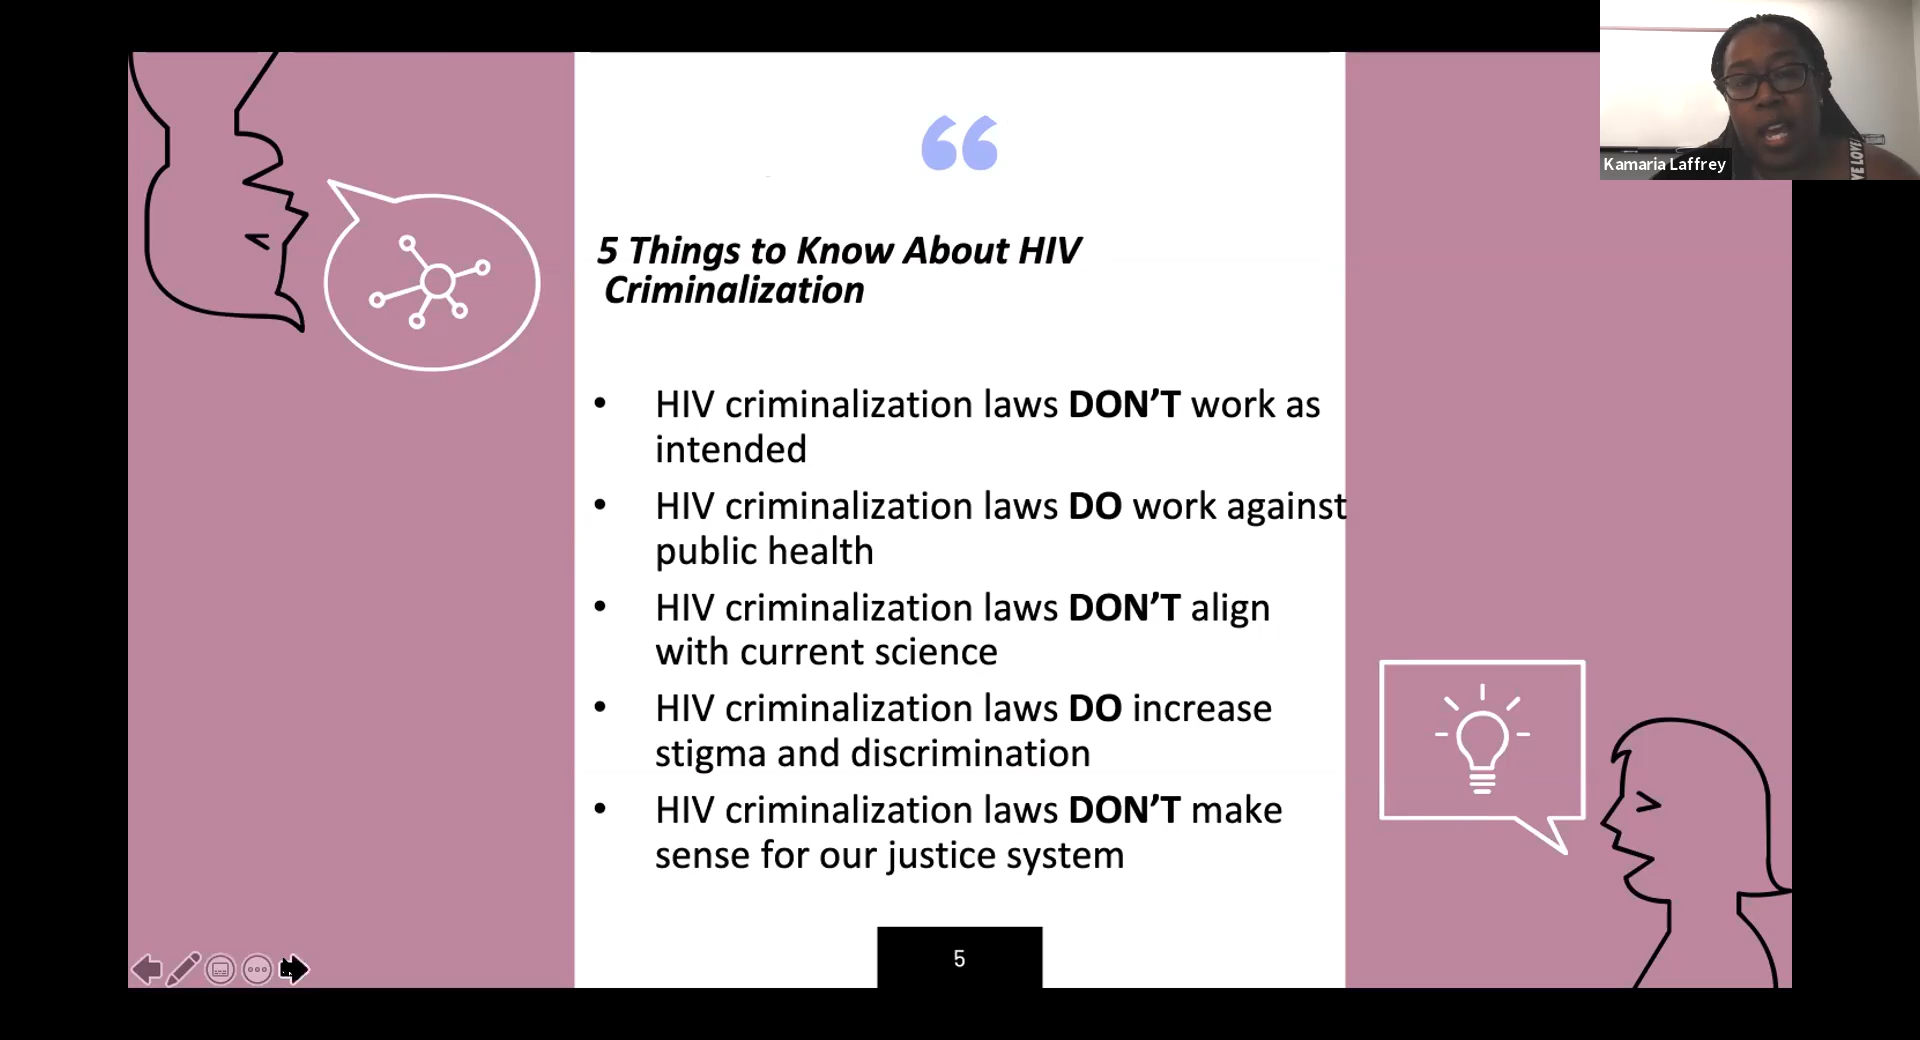 Kamaria Laffrey
VE LOVE
“
5 Things to Know About HIV
Criminalization
• HIV criminalization laws DON’T work as
intended
• HIV criminalization laws DO work against
public health
• HIV criminalization laws DON’T align
with current science
• HIV criminalization laws DO increase
stigma and discrimination
• HIV criminalization laws DON’T make
sense for our justice system
5